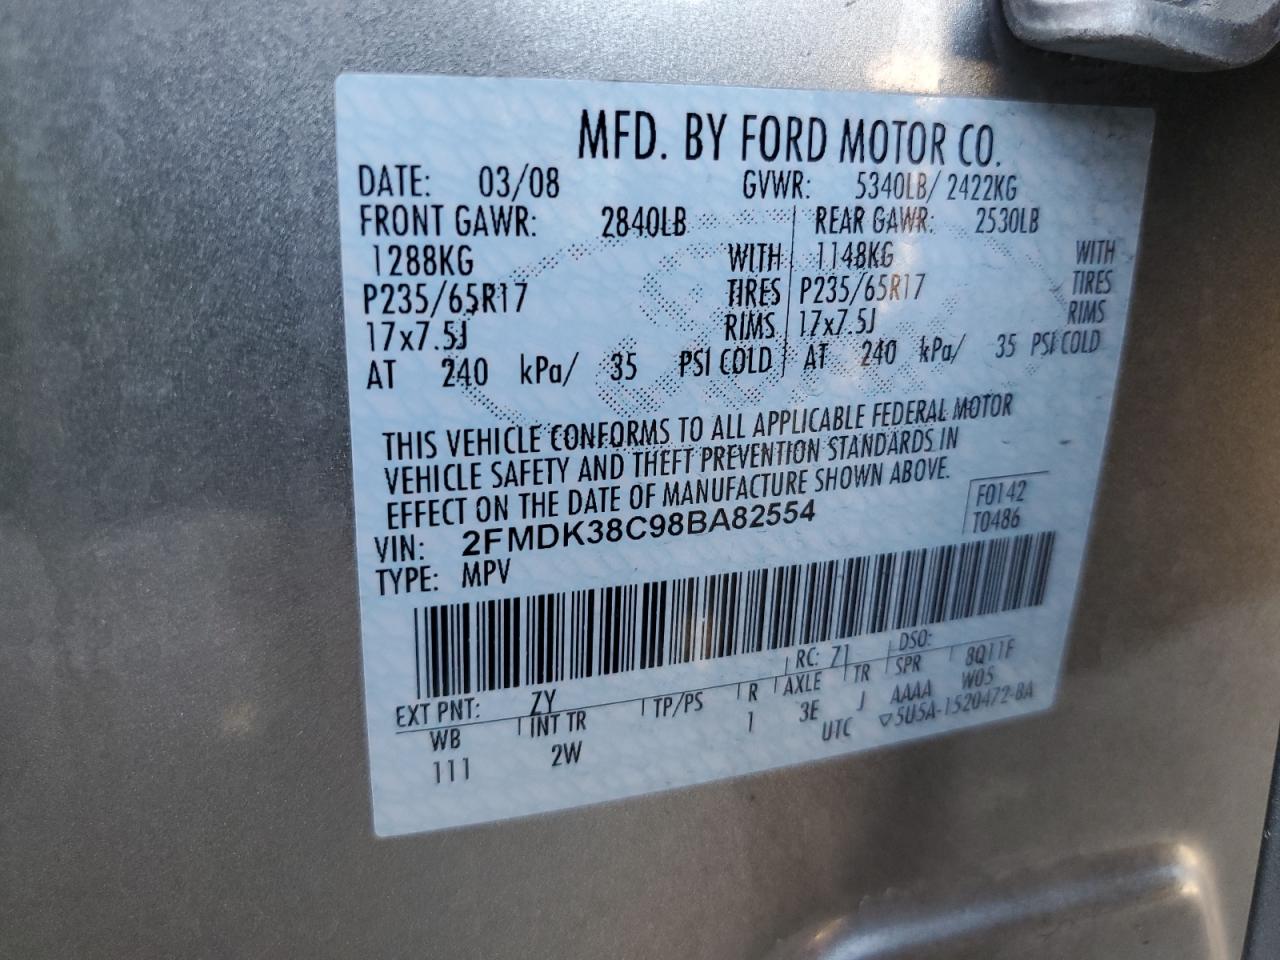 MFD. BY FORD MOTOR CO.
DATE: 03/08 GVWR: 5340LB/ 2422KG
FRONT GAWR: 2840LB REAR GAWR: 2530LB
1288KG WITH 1148KG WITH
P235/65R17 TIRES P235/65R17 TIRES
17x7.5J RIMS 17x7.5J RIMS
AT 240 kPa/ 35 PSI COLD AT 240 kPa/ 35 PSI COLD
THIS VEHICLE CONFORMS TO ALL APPLICABLE FEDERAL MOTOR
VEHICLE SAFETY AND THEFT PREVENTION STANDARDS IN
EFFECT ON THE DATE OF MANUFACTURE SHOWN ABOVE.
F0142
VIN: 2FMDK38C98BA82554 T0486
TYPE: MPV
RC: 71 DSO:
EXT PNT: ZY 8Q11F
WB INT TR TP/PS R AXLE TR SPR
111 2W 1 3E J AAAA W05
UTC ▽5U5A-1520472-BA